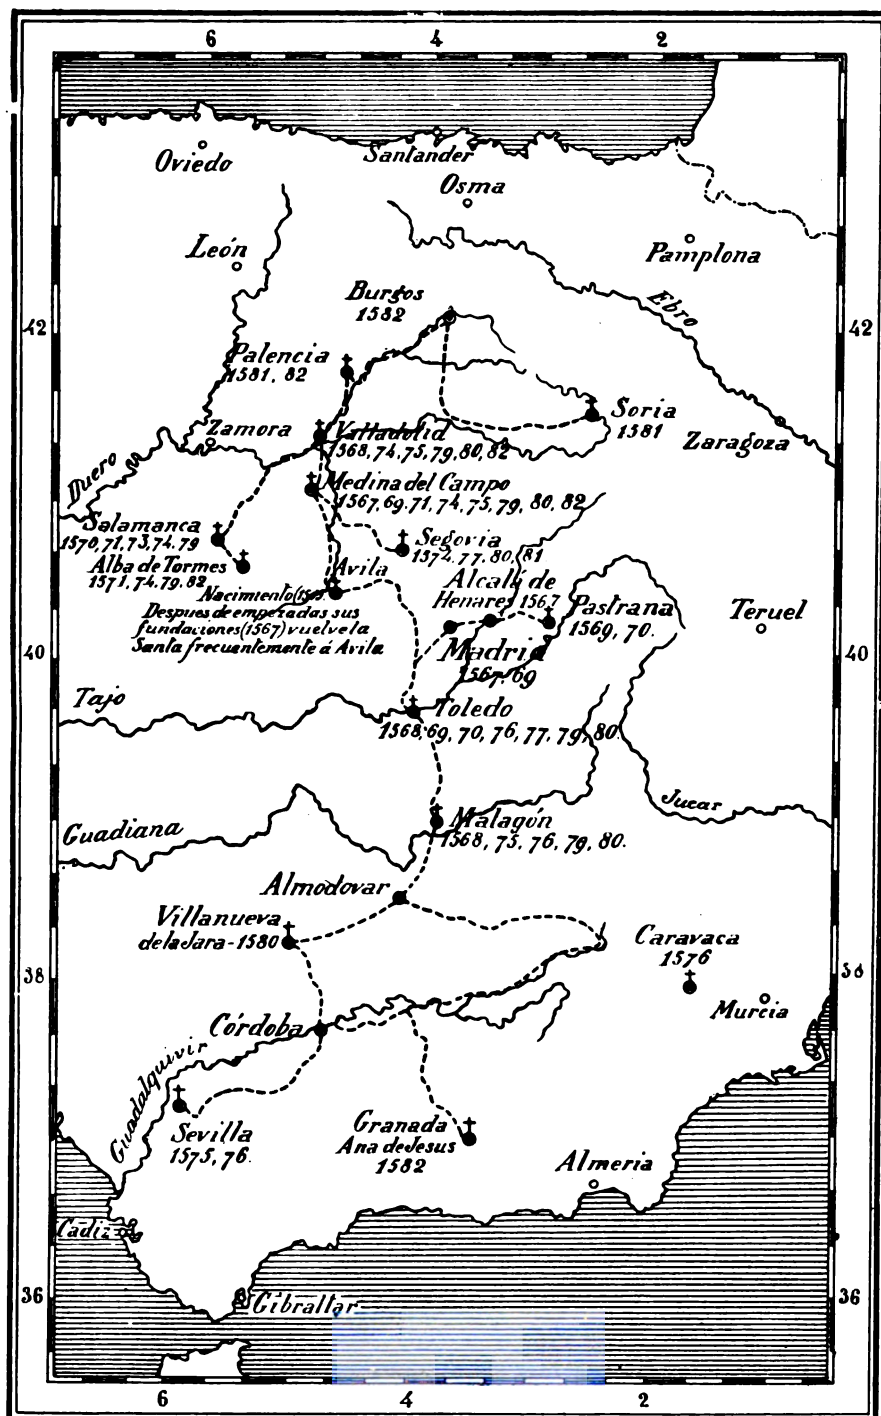 6 4 2
Oviedo
Santander
Osma
León
Pamplona
Burgos
1582
Ebro
42 42
Palencia
1581, 82
Soria
1581
Zamora
Valladolid
1568, 74, 75, 79, 80, 82
Zaragoza
Duero
Medina del Campo
1567, 69. 71, 74, 75, 79, 80, 82
Salamanca
1570, 71, 73, 74, 79
Segovia
1574, 77, 80, 81
Alba de Tormes
1571, 74. 79. 82
Avila
Alcalá de
Henares 1567
Nacimiento
Despues de empezadas sus
fundaciones (1567) vuelve la
Santa frecuentemente á Avila
Pastrana
1569, 70.
Teruel
Madrid
1567. 69
40 40
Tajo
Toledo
1568, 69, 70, 76, 77, 79, 80.
Jucar
Guadiana
Malagón
1568, 75, 76, 79, 80.
Almodovar
Villanueva
de la Jara - 1580
Caravaca
1576
38 38
Murcia
Córdoba
Guadalquivir
Sevilla
1575, 76.
Granada
Ana de Jesus
1582
Almeria
Cadiz
36 36
Gibraltar
6 4 2